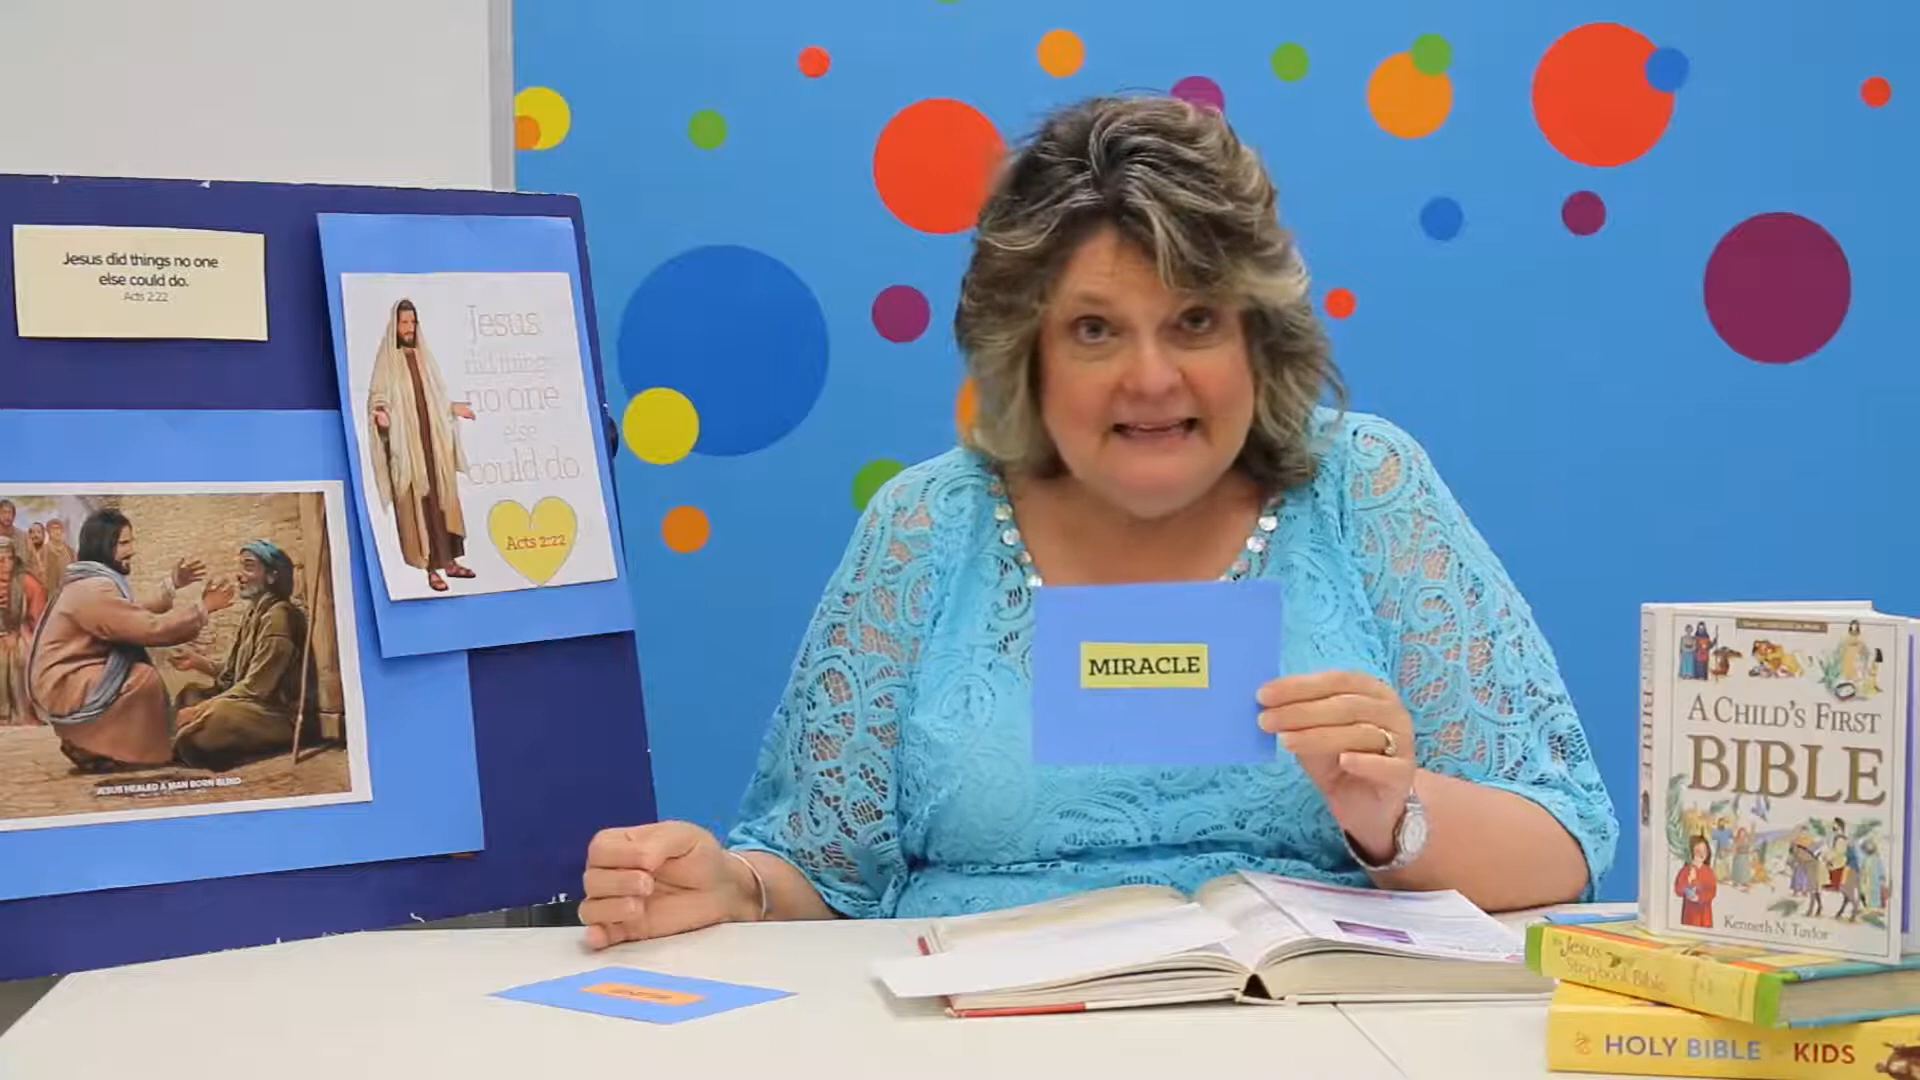 Jesus did things no one
else could do.
Acts 2:22
Jesus
did things
no one
else
could do.
Acts 2:22
JESUS HEALED A MAN BORN BLIND
MIRACLE
A CHILD'S FIRST
BIBLE
Kenneth N. Taylor
BIBLE
Jesus
Storybook Bible
HOLY BIBLE
KIDS